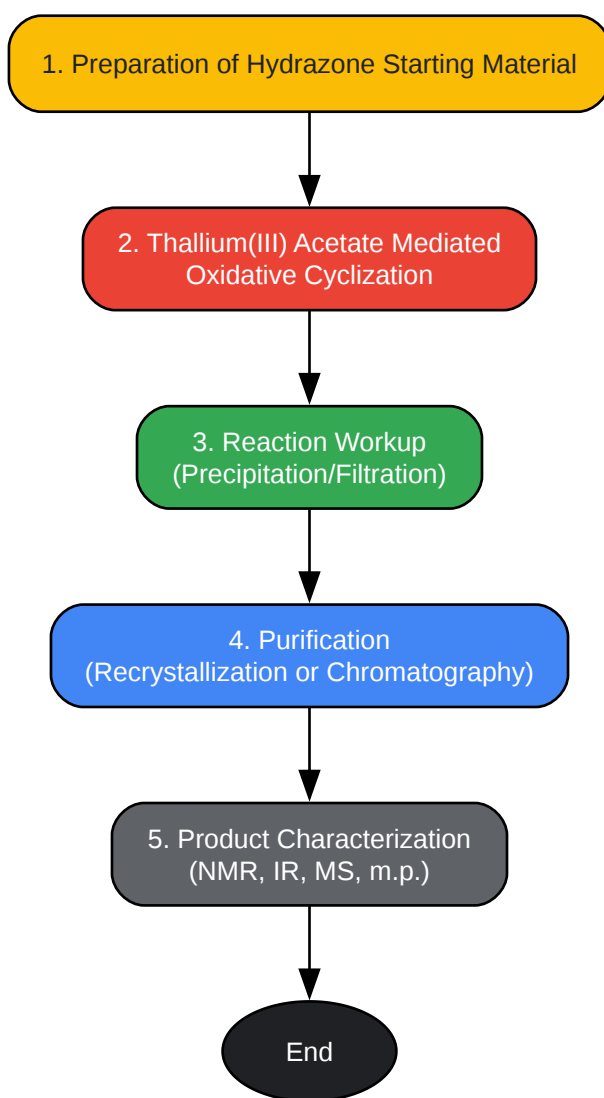 1. Preparation of Hydrazone Starting Material
2. Thallium(III) Acetate Mediated
Oxidative Cyclization
3. Reaction Workup
(Precipitation/Filtration)
4. Purification
(Recrystallization or Chromatography)
5. Product Characterization
(NMR, IR, MS, m.p.)
End